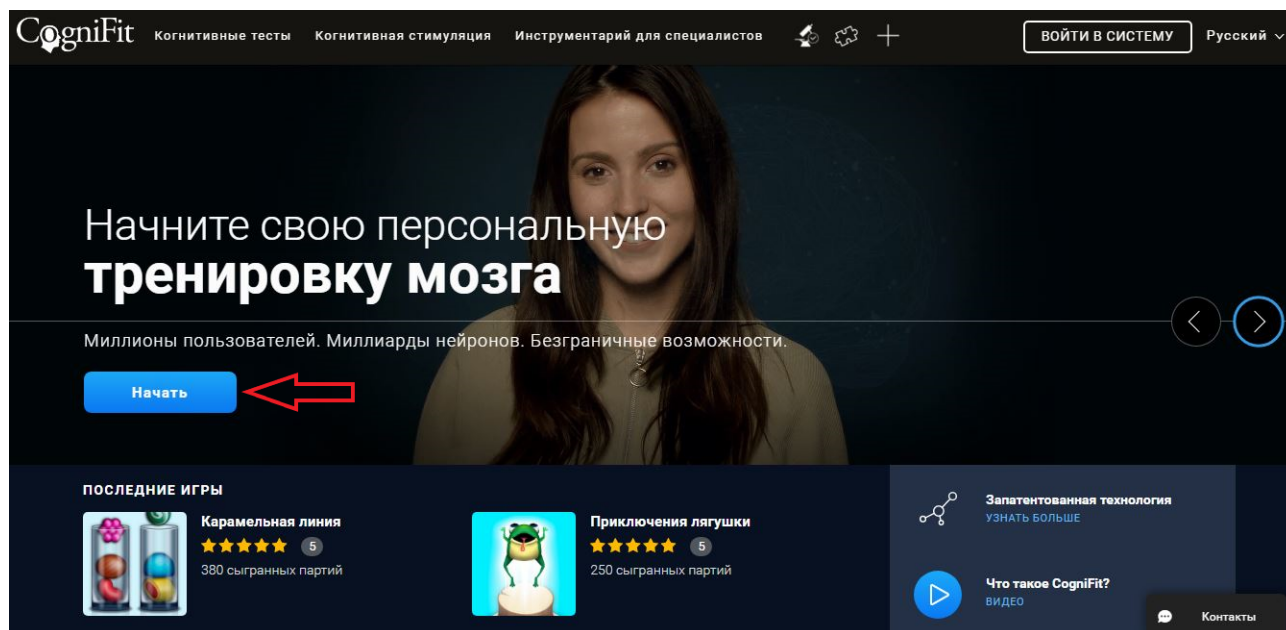 CogniFit Когнитивные тесты Когнитивная стимуляция Инструментарий для специалистов ВОЙТИ В СИСТЕМУ Русский
Начните свою персональную
тренировку мозга
Миллионы пользователей. Миллиарды нейронов. Безграничные возможности.
Начать
ПОСЛЕДНИЕ ИГРЫ
Карамельная линия
5
380 сыгранных партий
Приключения лягушки
5
250 сыгранных партий
Запатентованная технология
УЗНАТЬ БОЛЬШЕ
Что такое CogniFit?
ВИДЕО
Контакты